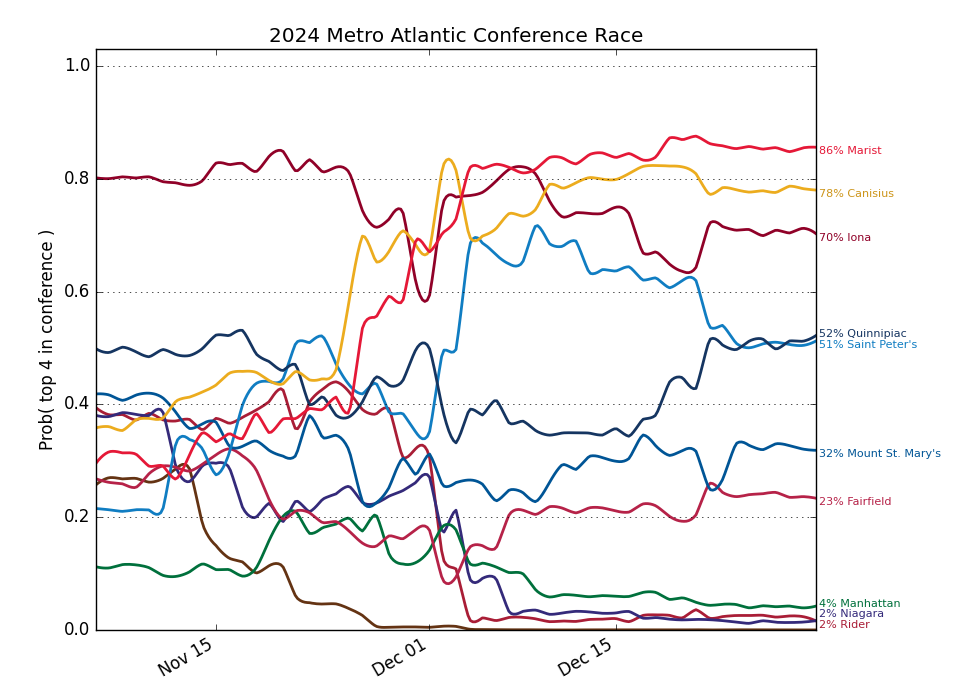 2024 Metro Atlantic Conference Race
Prob( top 4 in conference )
1.0
0.8
0.6
0.4
0.2
0.0
Nov 15
Dec 01
Dec 15
86% Marist
78% Canisius
70% Iona
52% Quinnipiac
51% Saint Peter's
32% Mount St. Mary's
23% Fairfield
4% Manhattan
2% Niagara
2% Rider